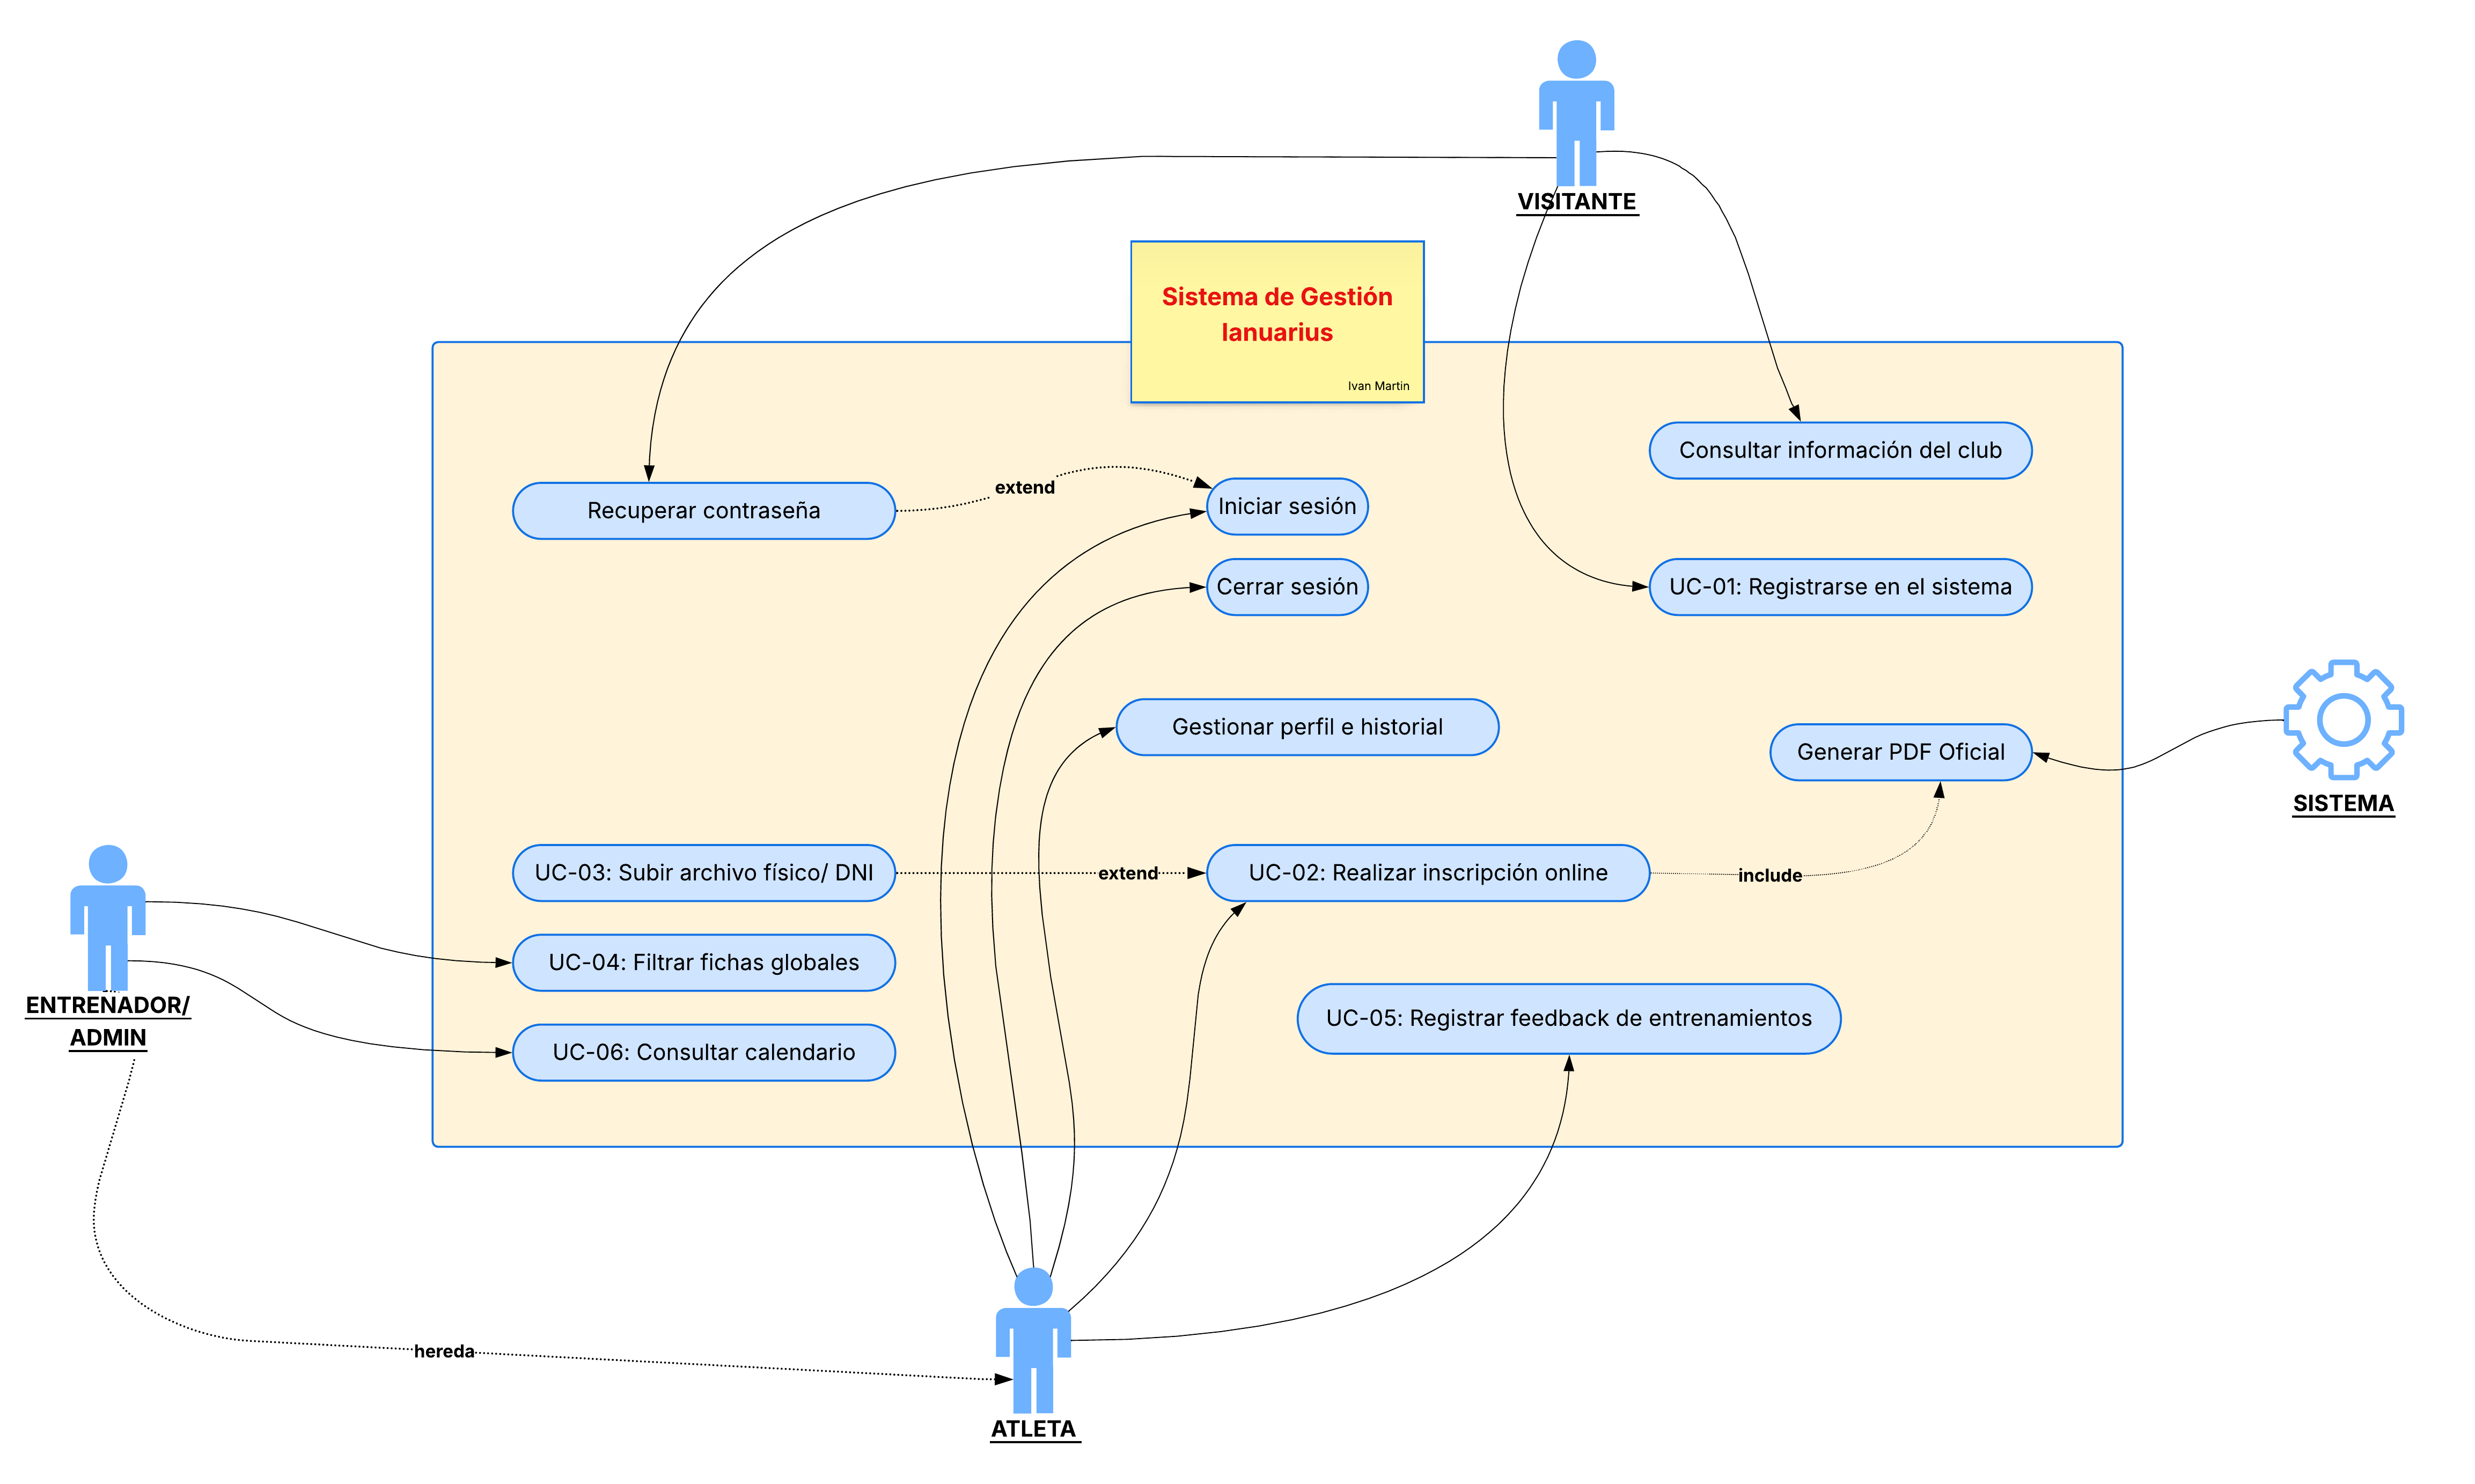 VISITANTE
Sistema de Gestión
Ianuarius
Ivan Martin
Consultar información del club
Recuperar contraseña
extend
Iniciar sesión
Cerrar sesión
UC-01: Registrarse en el sistema
Gestionar perfil e historial
Generar PDF Oficial
SISTEMA
UC-03: Subir archivo físico/ DNI
extend
UC-02: Realizar inscripción online
include
UC-04: Filtrar fichas globales
ENTRENADOR/
ADMIN
UC-05: Registrar feedback de entrenamientos
UC-06: Consultar calendario
hereda
ATLETA